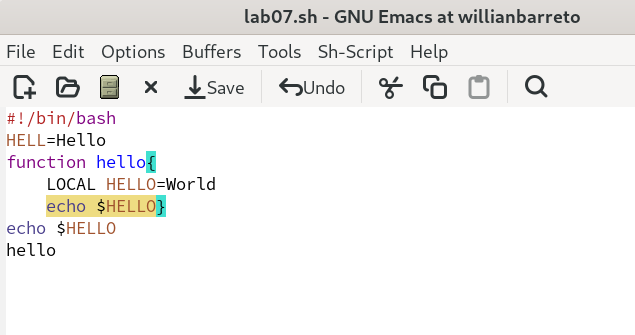 lab07.sh - GNU Emacs at willianbarreto
File Edit Options Buffers Tools Sh-Script Help
Save Undo
#!/bin/bash
HELL=Hello
function hello{
    LOCAL HELLO=World
    echo $HELLO}
echo $HELLO
hello